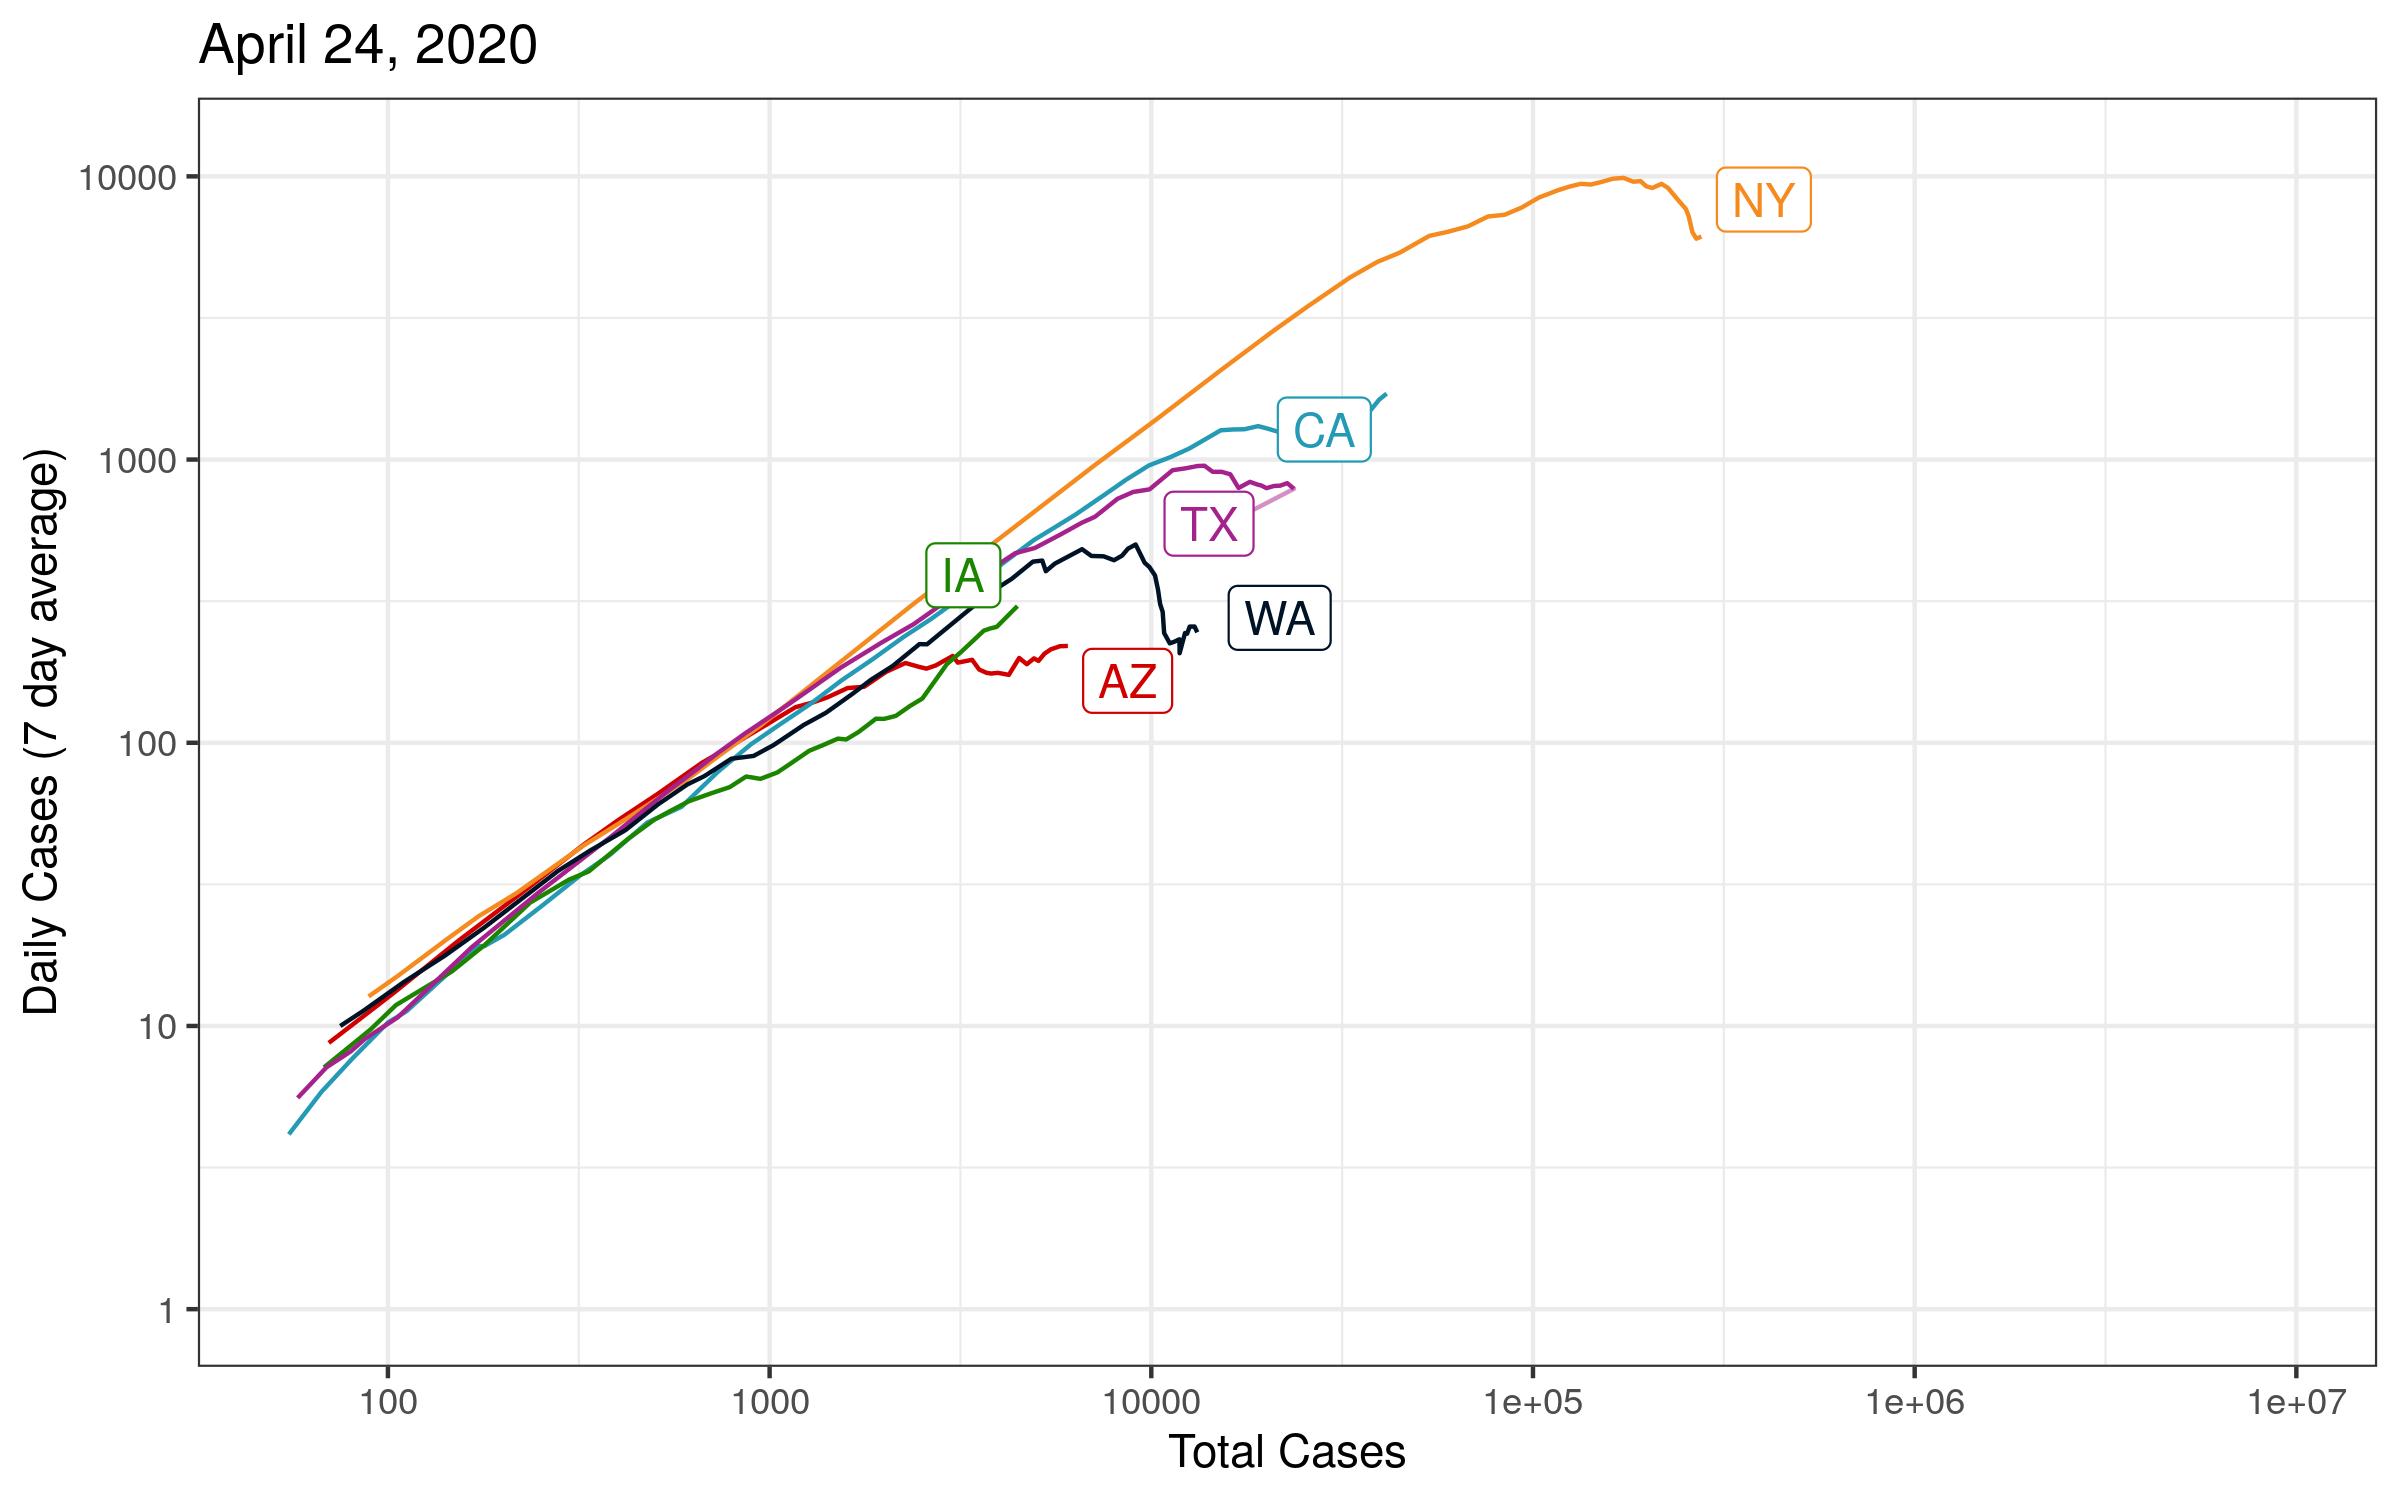 April 24, 2020
Daily Cases (7 day average)
10000
1000
100
10
1
NY
CA
TX
IA
WA
AZ
100 1000 10000 1e+05 1e+06 1e+07
Total Cases